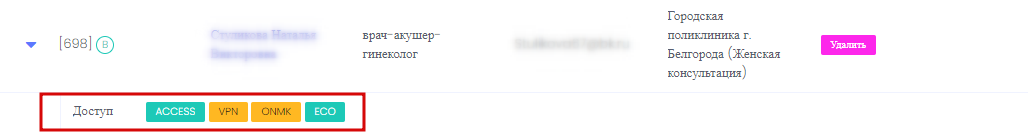 [698] B
врач-акушер-
гинеколог
Городская
поликлиника г.
Белгорода (Женская
консультация)
Удалить
Доступ ACCESS VPN ONMK ECO